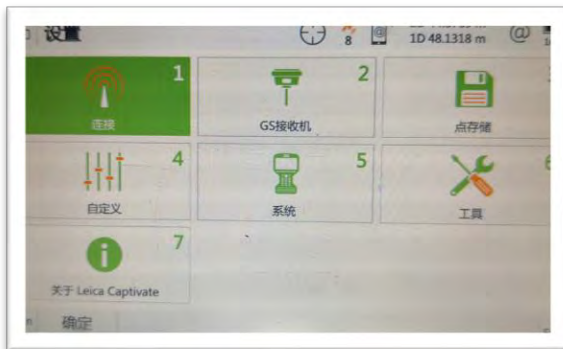 设置
8
1D 48.1318 m
@
1
连接
2
GS接收机
点存储
4
自定义
5
系统
6
工具
7
关于 Leica Captivate
确定